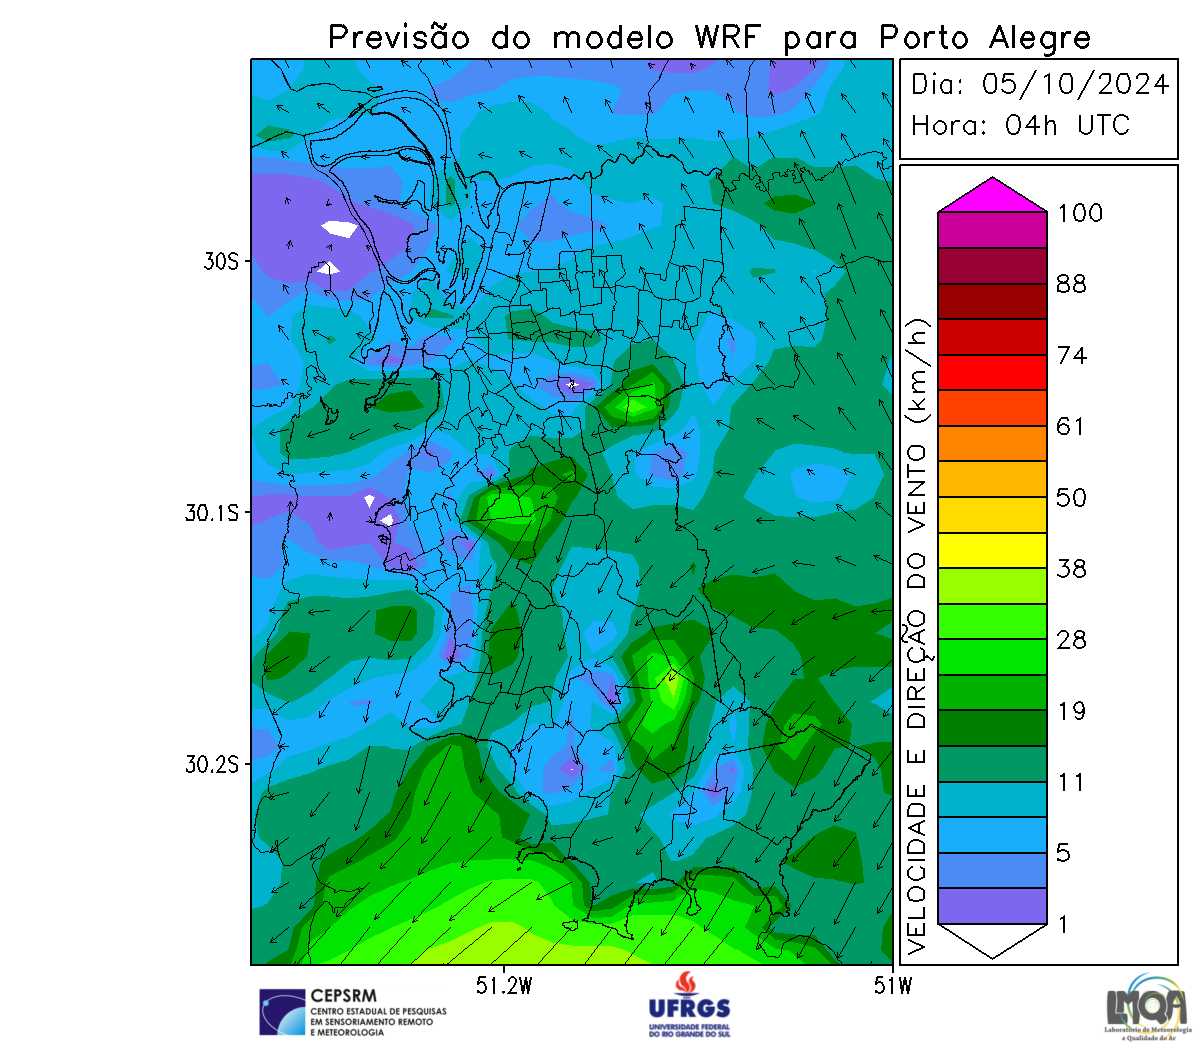 Previsão do modelo WRF para Porto Alegre
Dia: 05/10/2024
Hora: 04h UTC
100
88
74
61
50
38
28
19
11
5
1
VELOCIDADE E DIREÇÃO DO VENTO (km/h)
30S
30.1S
30.2S
51.2W
51W
CEPSRM
CENTRO ESTADUAL DE PESQUISAS
EM SENSORIAMENTO REMOTO
E METEOROLOGIA
UFRGS
UNIVERSIDADE FEDERAL
DO RIO GRANDE DO SUL
LMQA
Laboratório de Meteorologia
e Qualidade do Ar